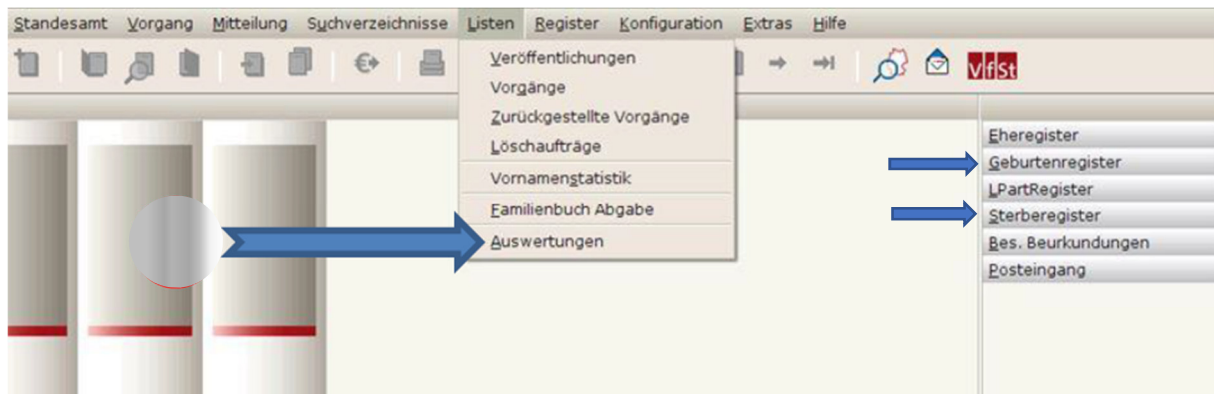 Standesamt Vorgang Mitteilung Suchverzeichnisse Listen Register Konfiguration Extras Hilfe
VfSt
Veröffentlichungen
Vorgänge
Zurückgestellte Vorgänge
Löschaufträge
Vornamenstatistik
Familienbuch Abgabe
Auswertungen
Eheregister
Geburtenregister
LPartRegister
Sterberegister
Bes. Beurkundungen
Posteingang